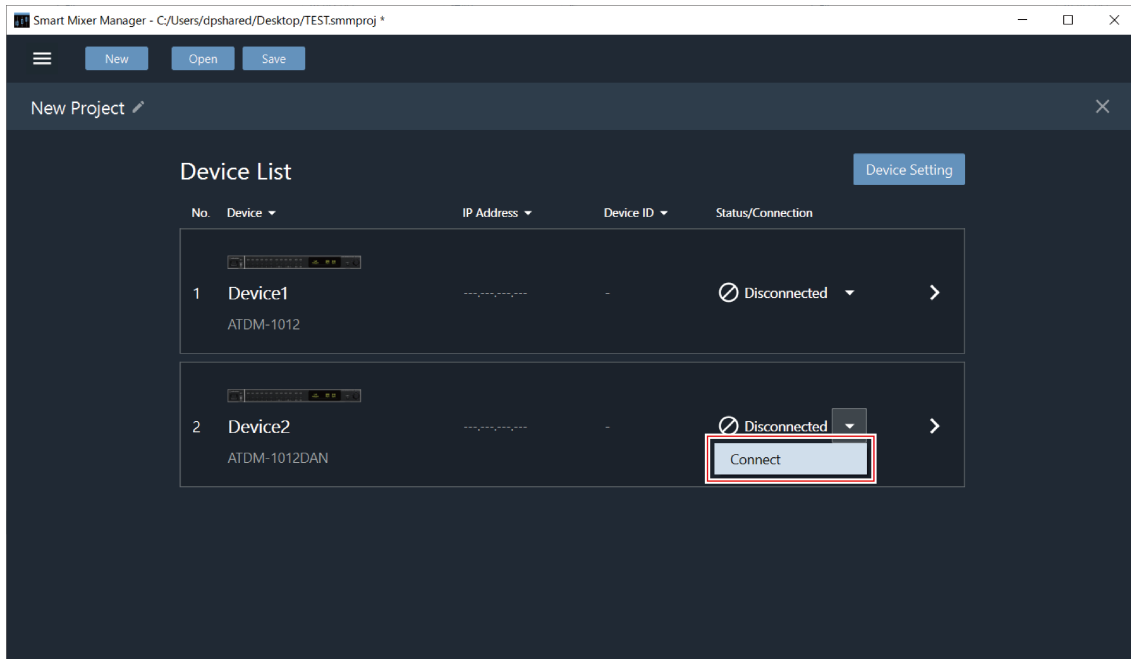 Smart Mixer Manager - C:/Users/dpshared/Desktop/TEST.smmproj *
New Open Save
New Project
Device List Device Setting
No. Device IP Address Device ID Status/Connection
1 Device1 ---.---.---.--- - Disconnected
ATDM-1012
2 Device2 ---.---.---.--- - Disconnected
Connect
ATDM-1012DAN